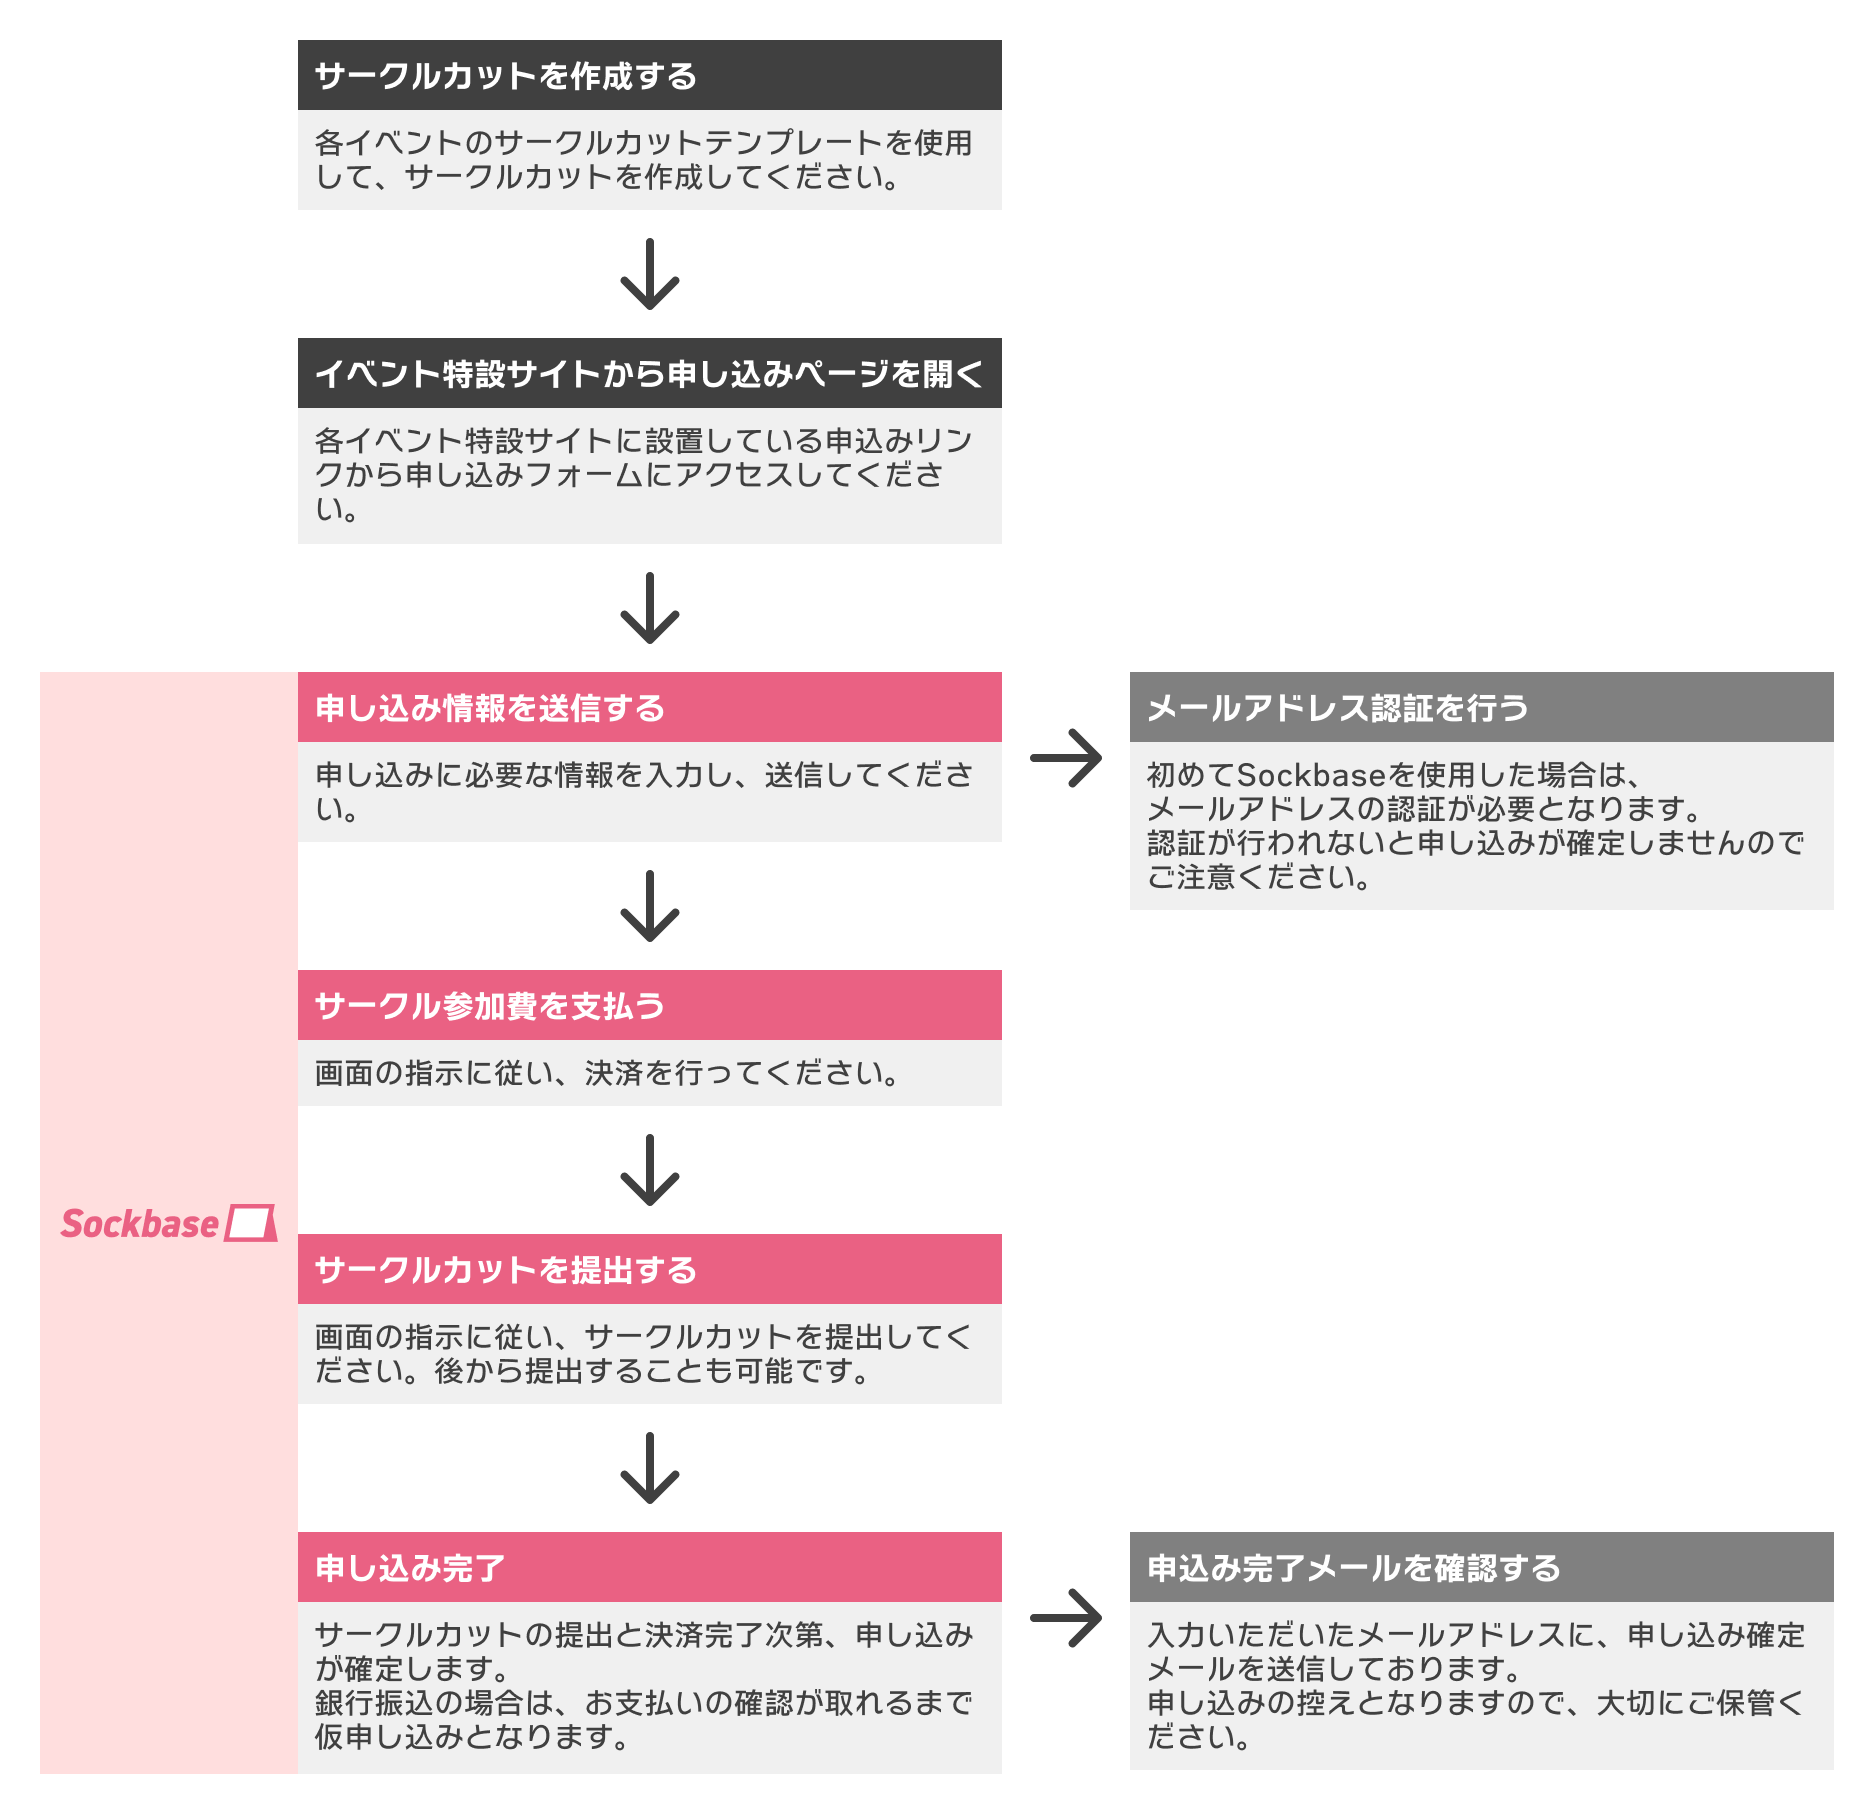 サークルカットを作成する
各イベントのサークルカットテンプレートを使用
して、サークルカットを作成してください。
イベント特設サイトから申し込みページを開く
各イベント特設サイトに設置している申込みリン
クから申し込みフォームにアクセスしてくださ
い。
申し込み情報を送信する
申し込みに必要な情報を入力し、送信してくださ
い。
メールアドレス認証を行う
初めてSockbaseを使用した場合は、
メールアドレスの認証が必要となります。
認証が行われないと申し込みが確定しませんので
ご注意ください。
サークル参加費を支払う
画面の指示に従い、決済を行ってください。
Sockbase
サークルカットを提出する
画面の指示に従い、サークルカットを提出してく
ださい。後から提出することも可能です。
申し込み完了
サークルカットの提出と決済完了次第、申し込み
が確定します。
銀行振込の場合は、お支払いの確認が取れるまで
仮申し込みとなります。
申込み完了メールを確認する
入力いただいたメールアドレスに、申し込み確定
メールを送信しております。
申し込みの控えとなりますので、大切にご保管く
ださい。